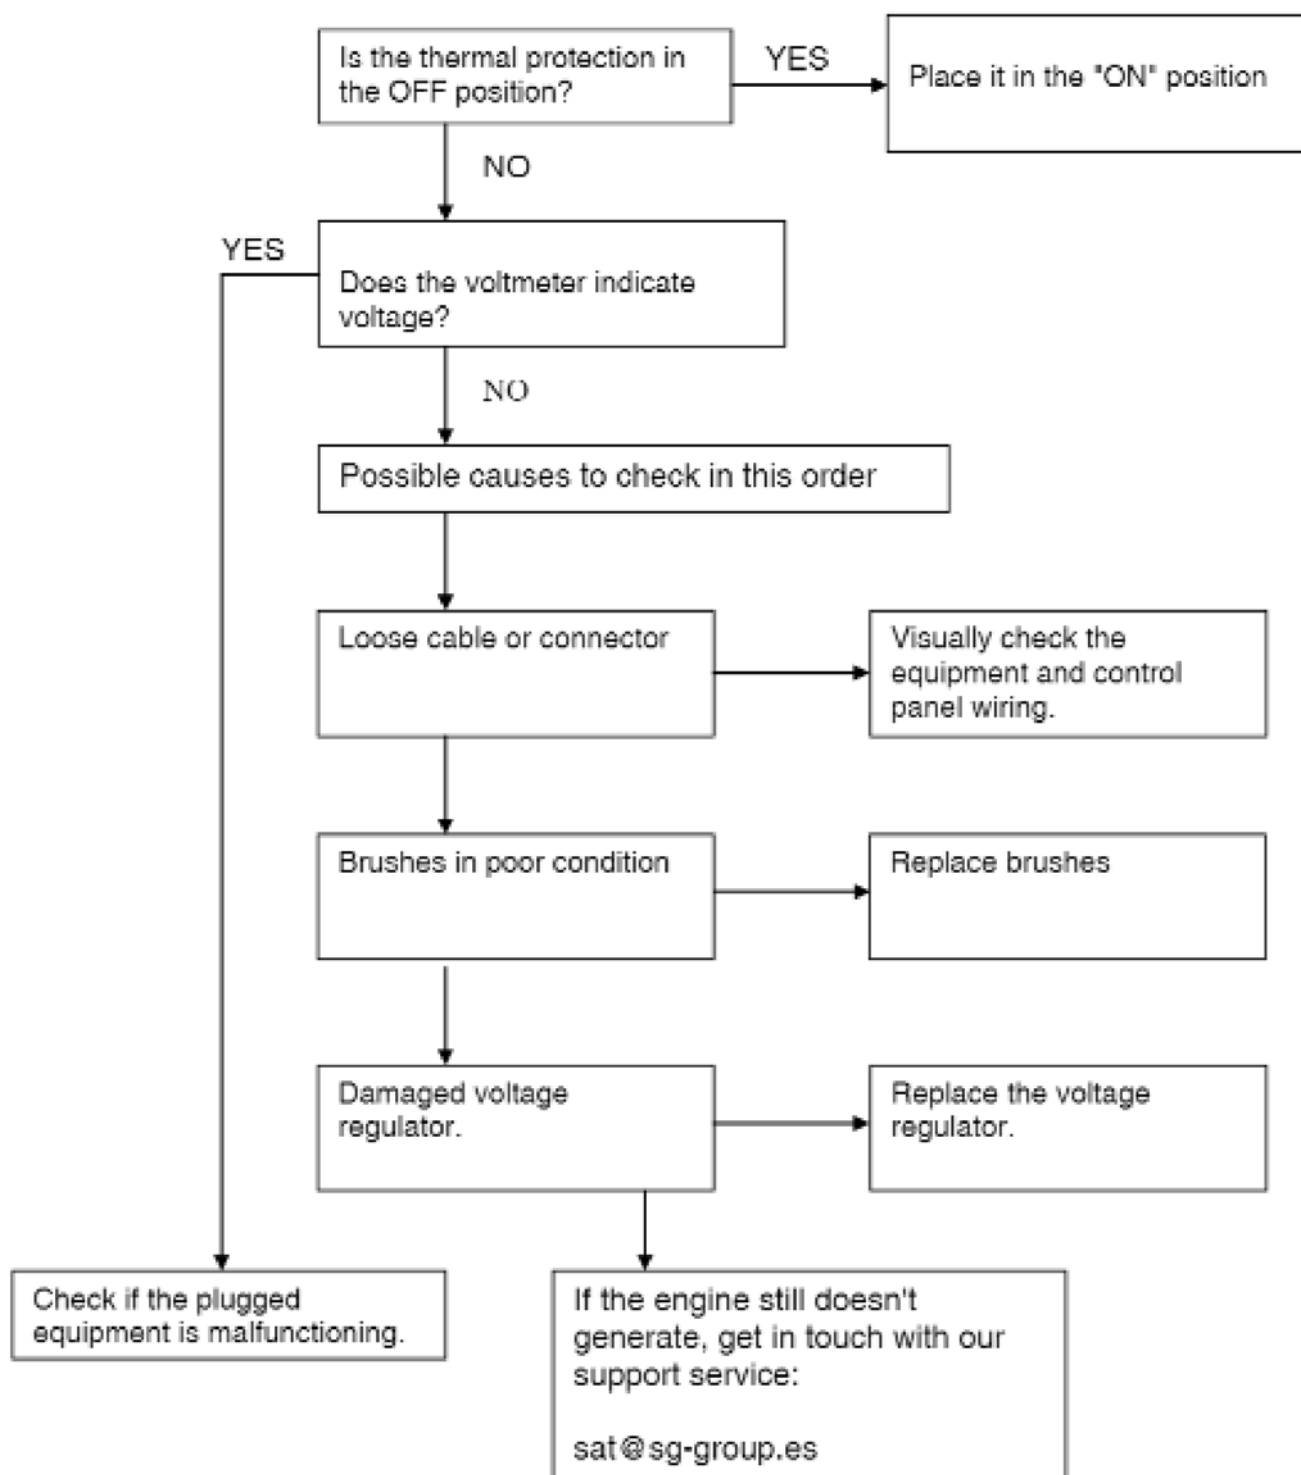 Is the thermal protection in
the OFF position?
YES
Place it in the "ON" position
NO
YES
Does the voltmeter indicate
voltage?
NO
Possible causes to check in this order
Loose cable or connector
Visually check the
equipment and control
panel wiring.
Brushes in poor condition
Replace brushes
Damaged voltage
regulator.
Replace the voltage
regulator.
Check if the plugged
equipment is malfunctioning.
If the engine still doesn't
generate, get in touch with our
support service:
sat@sg-group.es